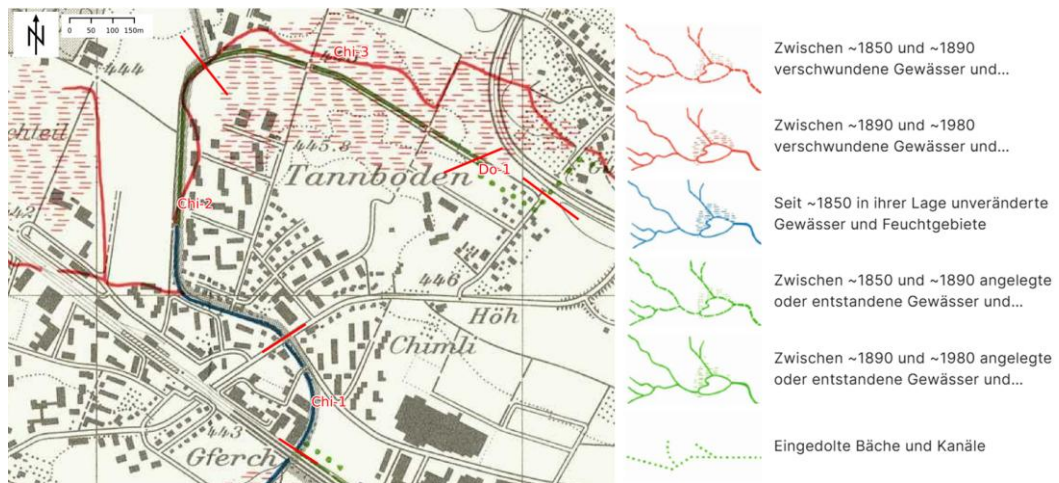 N
0 50 100 150m
Chi-3
444
445.8
chleil
Tannboden
Do-1
Chi-2
446
Höh
Chimli
Chi-1
443
Gferch
Zwischen ~1850 und ~1890
verschwundene Gewässer und...
Zwischen ~1890 und ~1980
verschwundene Gewässer und...
Seit ~1850 in ihrer Lage unveränderte
Gewässer und Feuchtgebiete
Zwischen ~1850 und ~1890 angelegte
oder entstandene Gewässer und...
Zwischen ~1890 und ~1980 angelegte
oder entstandene Gewässer und...
Eingedolte Bäche und Kanäle